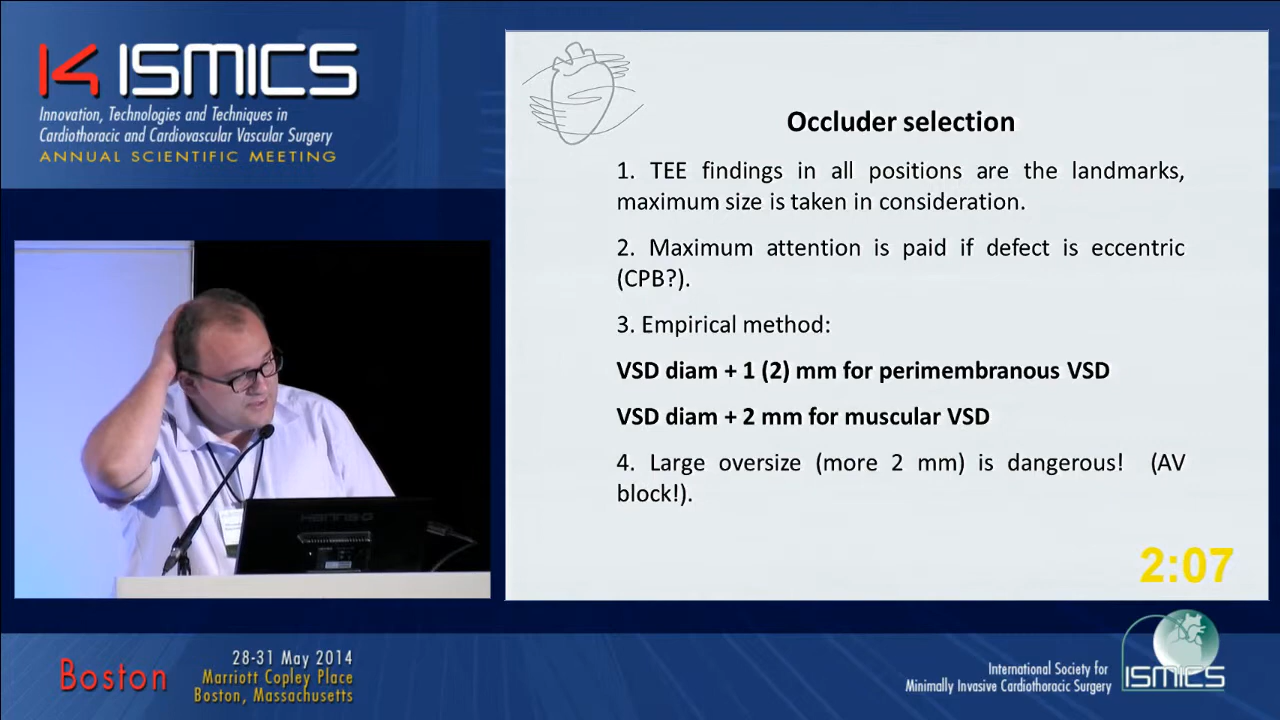 14 ISMICS
Innovation, Technologies and Techniques in
Cardiothoracic and Cardiovascular Vascular Surgery
ANNUAL SCIENTIFIC MEETING
Occluder selection
1. TEE findings in all positions are the landmarks,
maximum size is taken in consideration.
2. Maximum attention is paid if defect is eccentric
(CPB?).
3. Empirical method:
VSD diam + 1 (2) mm for perimembranous VSD
VSD diam + 2 mm for muscular VSD
4. Large oversize (more 2 mm) is dangerous! (AV
block!).
2:07
Boston
28-31 May 2014
Marriott Copley Place
Boston, Massachusetts
International Society for
Minimally Invasive Cardiothoracic Surgery
ISMICS